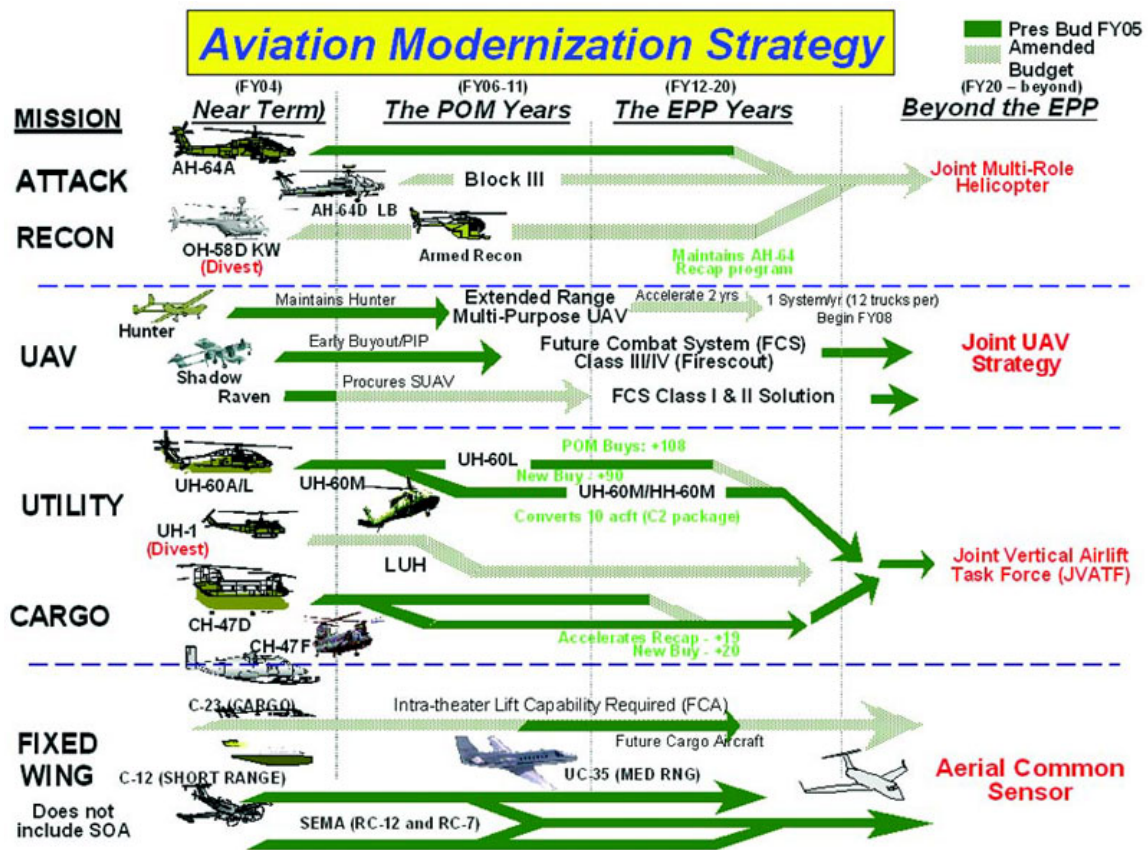 Aviation Modernization Strategy
Pres Bud FY05
Amended
Budget
(FY04)
(FY06-11)
(FY12-20)
(FY20 – beyond)
MISSION
Near Term)
The POM Years
The EPP Years
Beyond the EPP
AH-64A
ATTACK
Block III
Joint Multi-Role
Helicopter
AH-64D LB
RECON
OH-58D KW
(Divest)
Armed Recon
Maintains AH-64
Recap program
Hunter
Maintains Hunter
Extended Range
Multi-Purpose UAV
Accelerate 2 yrs
1 System/yr (12 trucks per)
Begin FY08
UAV
Shadow
Early Buyout/PIP
Future Combat System (FCS)
Class III/IV (Firescout)
Joint UAV
Strategy
Raven
Procures SUAV
FCS Class I & II Solution
UH-60A/L
UH-60L
POM Buys: +108
New Buy : +90
UTILITY
UH-60M
UH-60M/HH-60M
Converts 10 acft (C2 package)
UH-1
(Divest)
LUH
Joint Vertical Airlift
Task Force (JVATF)
CARGO
CH-47D
CH-47F
Accelerates Recap - +19
New Buy - +20
C-23 (CARGO)
Intra-theater Lift Capability Required (FCA)
Future Cargo Aircraft
FIXED
WING
C-12 (SHORT RANGE)
UC-35 (MED RNG)
Aerial Common
Sensor
Does not
include SOA
SEMA (RC-12 and RC-7)